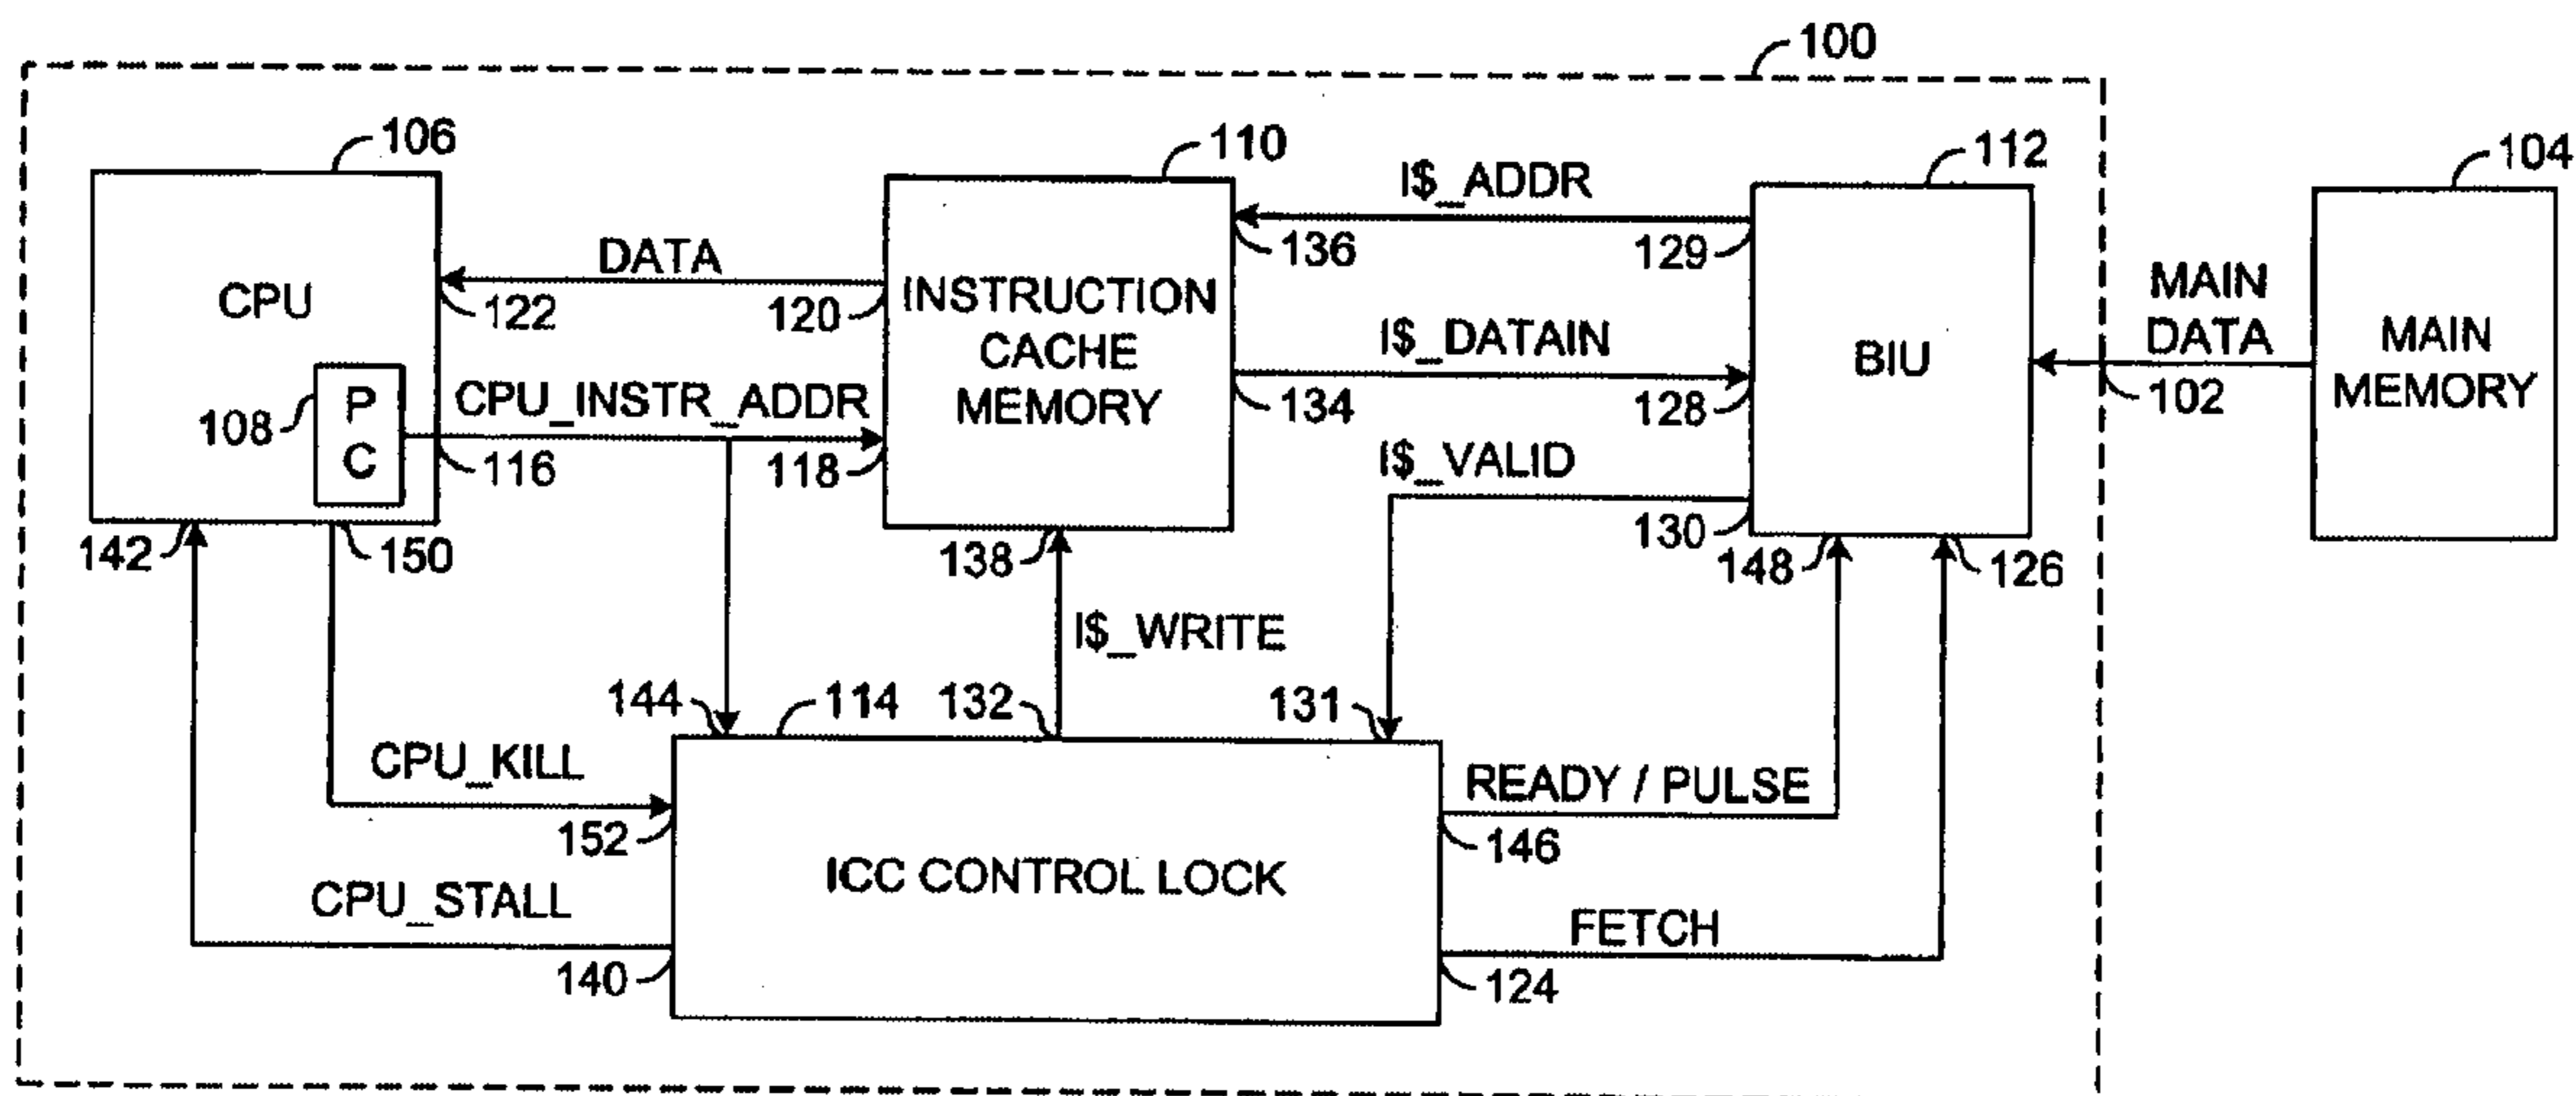 100
106
110
112
104
I$_ADDR
136
129
DATA
122
120
CPU
INSTRUCTION
CACHE
MEMORY
I$_DATAIN
134
128
BIU
MAIN
DATA
102
MAIN
MEMORY
108
P
C
CPU_INSTR_ADDR
116
118
I$_VALID
130
142
150
138
148
126
I$_WRITE
144
114
132
131
CPU_KILL
152
READY / PULSE
146
ICC CONTROL LOCK
CPU_STALL
140
FETCH
124